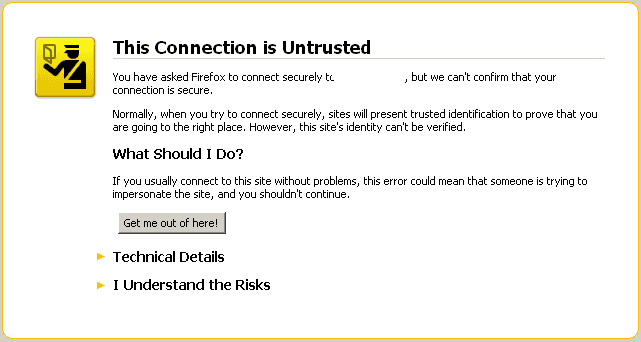 This Connection is Untrusted
You have asked Firefox to connect securely to , but we can't confirm that your
connection is secure.
Normally, when you try to connect securely, sites will present trusted identification to prove that you
are going to the right place. However, this site's identity can't be verified.
What Should I Do?
If you usually connect to this site without problems, this error could mean that someone is trying to
impersonate the site, and you shouldn't continue.
Get me out of here!
Technical Details
I Understand the Risks